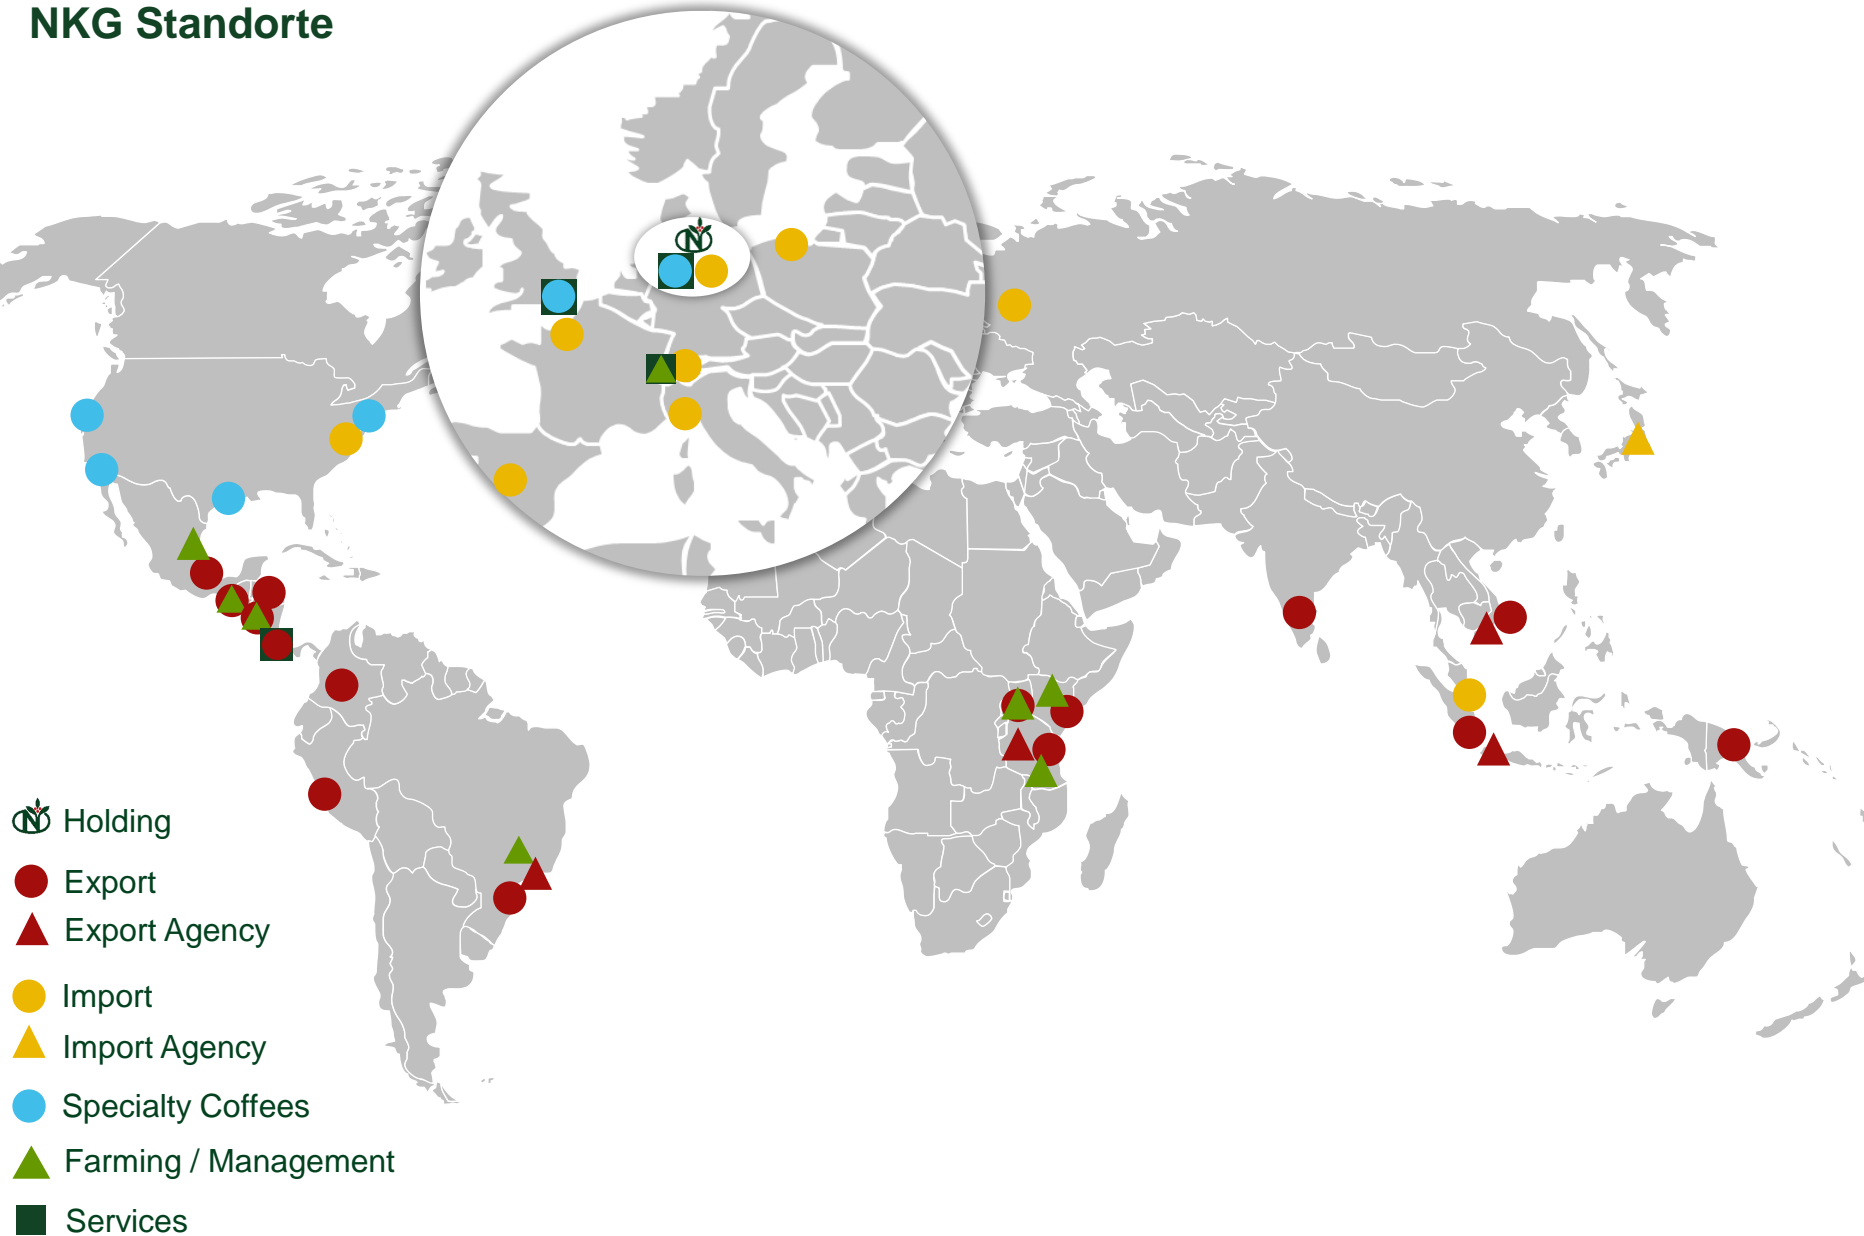 NKG Standorte
N
N
Holding
Export
Export Agency
Import
Import Agency
Specialty Coffees
Farming / Management
Services